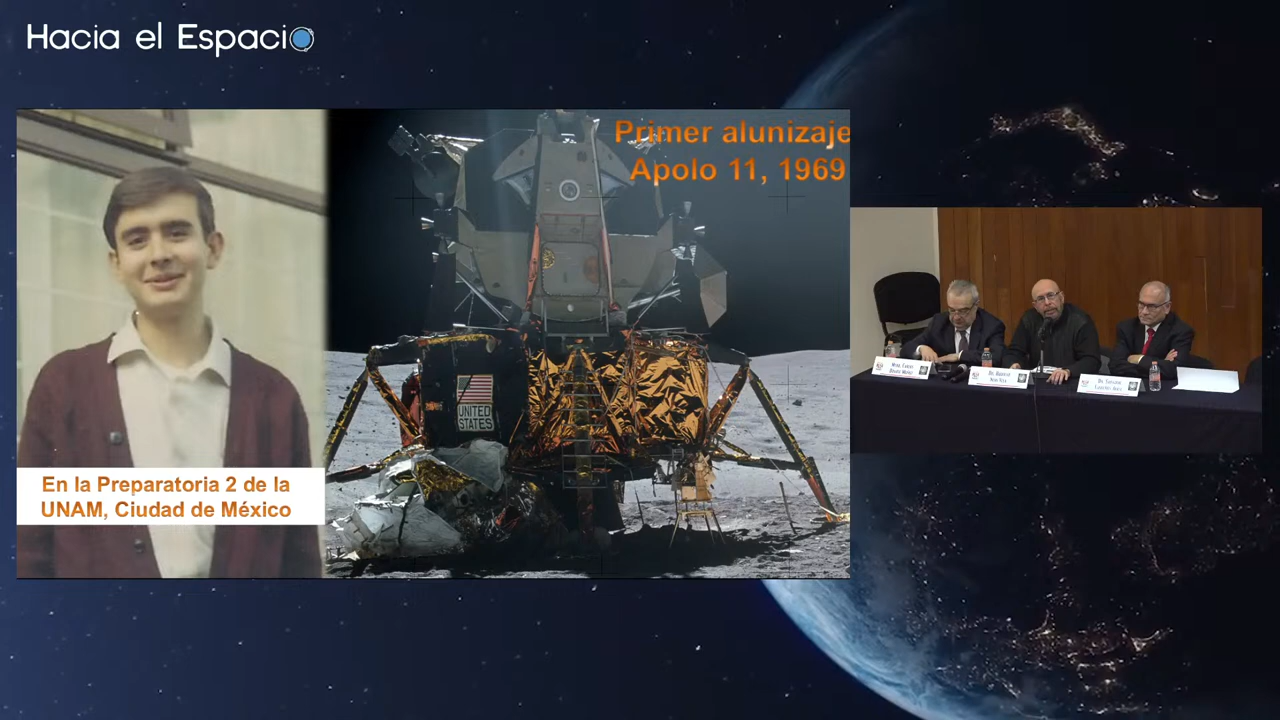 Hacia el Espacio
Primer alunizaje
Apolo 11, 1969
UNITED
STATES
En la Preparatoria 2 de la
UNAM, Ciudad de México